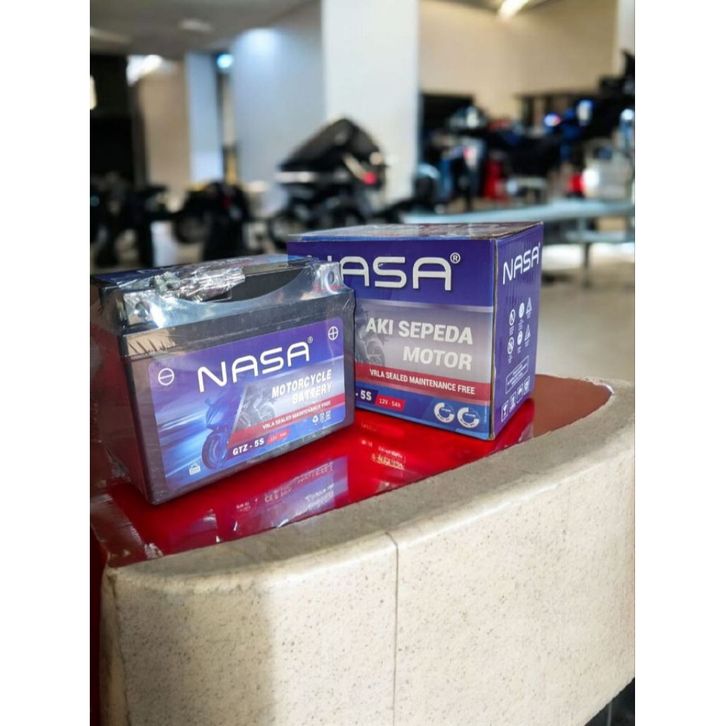 NASA®
MOTORCYCLE
BATTERY
VRLA SEALED MAINTENANCE FREE
GTZ - 5S
NASA®
AKI SEPEDA
MOTOR
VRLA SEALED MAINTENANCE FREE
- 5S 12V - 5Ah
NASA